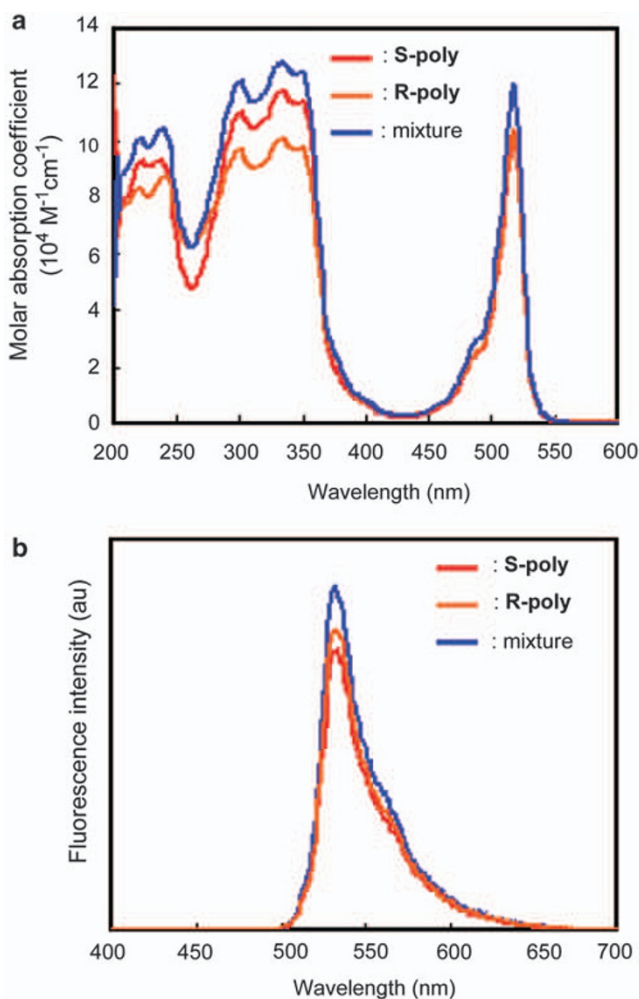 a
Molar absorption coefficient
(10⁴ M⁻¹cm⁻¹)
14
12
10
8
6
4
2
0
: S-poly
: R-poly
: mixture
200 250 300 350 400 450 500 550 600
Wavelength (nm)
b
Fluorescence intensity (au)
: S-poly
: R-poly
: mixture
400 450 500 550 600 650 700
Wavelength (nm)